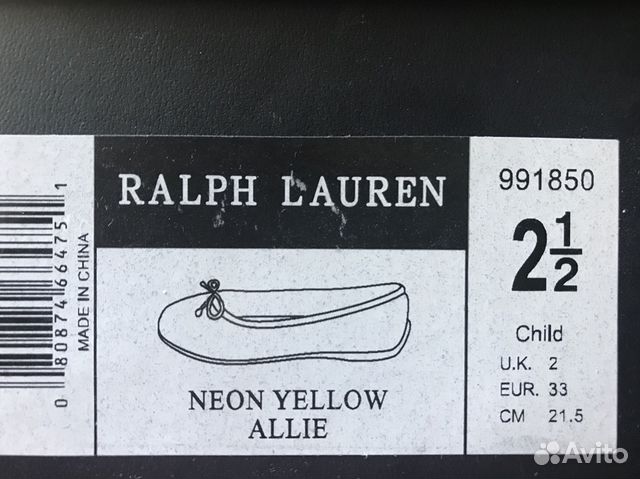 0 80874 66475 1
MADE IN CHINA
RALPH LAUREN
NEON YELLOW
ALLIE
991850
2 1/2
Child
U.K. 2
EUR. 33
CM 21.5
Avito